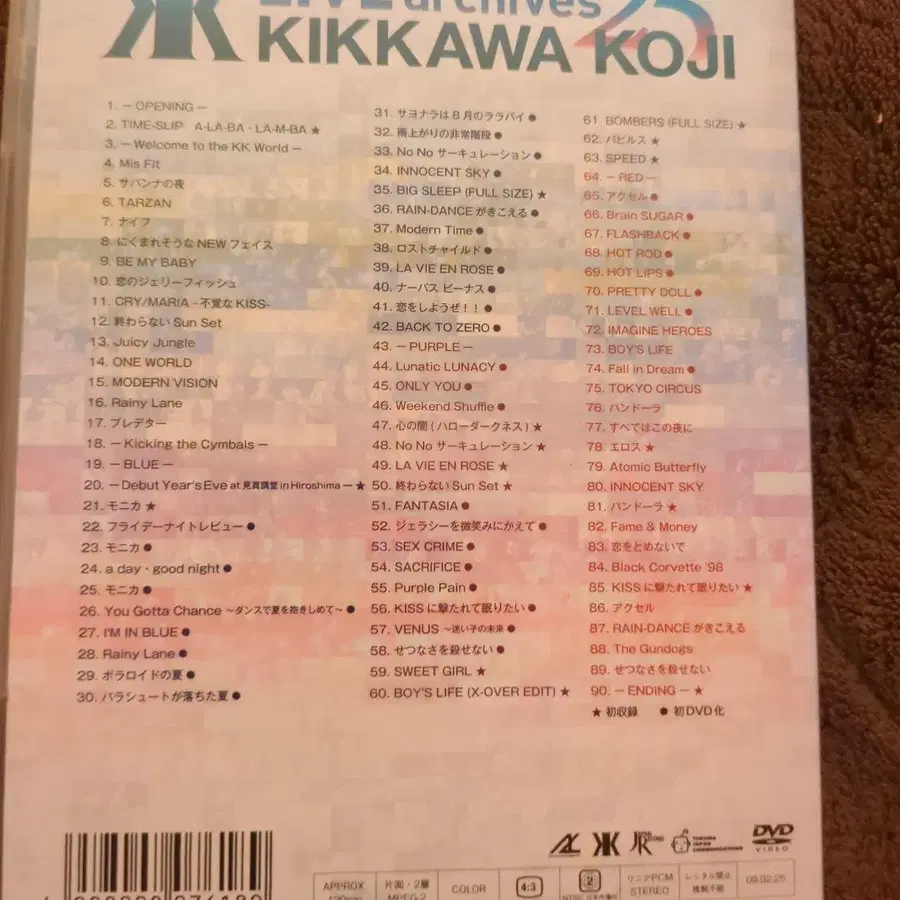 LIVE archives 25
KIKKAWA KOJI
1. － OPENING －
2. TIME-SLIP A-LA-BA・LA-M-BA ★
3. － Welcome to the KK World －
4. Mis Fit
5. サバンナの夜
6. TARZAN
7. ナイフ
8. にくまれそうな NEW フェイス
9. BE MY BABY
10. 恋のジェリーフィッシュ
11. CRY/MARIA - 不覚な KISS-
12. 終わらない Sun Set
13. Juicy Jungle
14. ONE WORLD
15. MODERN VISION
16. Rainy Lane
17. プレデター
18. － Kicking the Cymbals －
19. － BLUE －
20. －Debut Year's Eve at 見真講堂 in Hiroshima －★
21. モニカ ★
22. フライデーナイトレビュー ●
23. モニカ ●
24. a day・good night ●
25. モニカ ●
26. You Gotta Chance ～ダンスで夏を抱きしめて～ ●
27. I'M IN BLUE ●
28. Rainy Lane ●
29. ポラロイドの夏 ●
30. パラシュートが落ちた夏 ●
31. サヨナラは 8 月のララバイ ●
32. 雨上がりの非常階段 ●
33. No No サーキュレーション ●
34. INNOCENT SKY ●
35. BIG SLEEP (FULL SIZE) ★
36. RAIN-DANCE がきこえる ●
37. Modern Time ●
38. ロストチャイルド ●
39. LA VIE EN ROSE ●
40. ナーバス ビーナス ●
41. 恋をしようぜ！！ ●
42. BACK TO ZERO ●
43. － PURPLE －
44. Lunatic LUNACY ●
45. ONLY YOU ●
46. Weekend Shuffle ●
47. 心の闇 ( ハローダークネス ) ★
48. No No サーキュレーション ★
49. LA VIE EN ROSE ★
50. 終わらない Sun Set ★
51. FANTASIA ●
52. ジェラシーを微笑みにかえて ●
53. SEX CRIME ●
54. SACRIFICE ●
55. Purple Pain ●
56. KISS に撃たれて眠りたい ●
57. VENUS ～迷い子の未来 ●
58. せつなさを殺せない ●
59. SWEET GIRL ★
60. BOY'S LIFE (X-OVER EDIT) ★
61. BOMBERS (FULL SIZE) ★
62. バビルス ★
63. SPEED ★
64. － RED －
65. アクセル ●
66. Brain SUGAR ●
67. FLASHBACK ●
68. HOT ROD ●
69. HOT LIPS ●
70. PRETTY DOLL ●
71. LEVEL WELL ●
72. IMAGINE HEROES
73. BOY'S LIFE
74. Fall in Dream ●
75. TOKYO CIRCUS
76. パンドーラ
77. すべてはこの夜に
78. エロス ★
79. Atomic Butterfly
80. INNOCENT SKY
81. パンドーラ ★
82. Fame & Money
83. 恋をとめないで
84. Black Corvette '98
85. KISS に撃たれて眠りたい ★
86. アクセル
87. RAIN-DANCE がきこえる
88. The Gundogs
89. せつなさを殺せない
90. － ENDING － ★
★ 初収録 ● 初 DVD 化
DVD
VIDEO
APPROX
片面・2層
MPEG-2
COLOR
4:3
2
リニアPCM
STEREO
レンタル禁止
複製不能
09.02.25